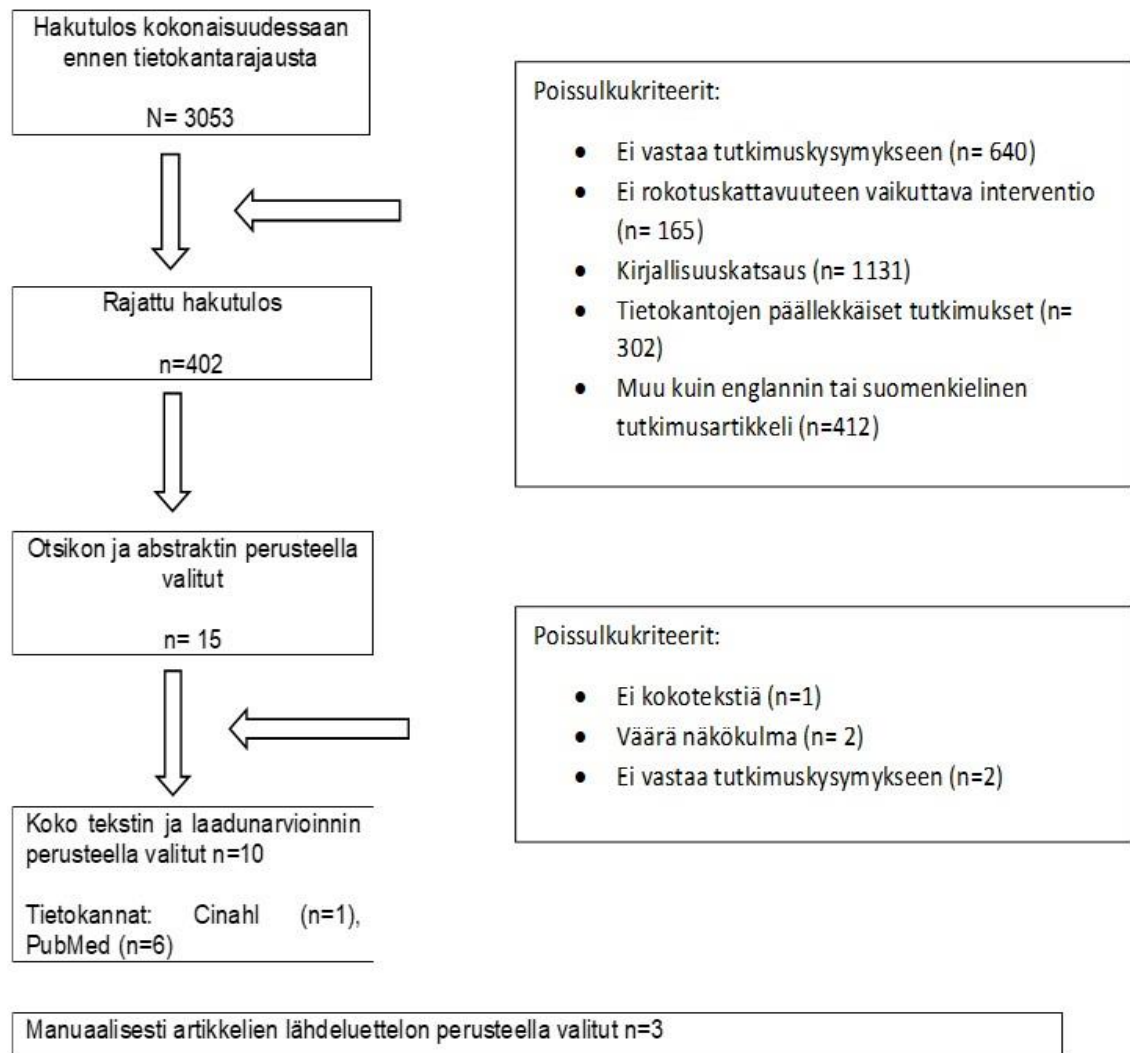 Hakutulos kokonaisuudessaan
ennen tietokantarajausta
N= 3053
Poissulkukriteerit:
• Ei vastaa tutkimuskysymykseen (n= 640)
• Ei rokotuskattavuuteen vaikuttava interventio
(n= 165)
• Kirjallisuuskatsaus (n= 1131)
• Tietokantojen päällekkäiset tutkimukset (n=
302)
• Muu kuin englannin tai suomenkielinen
tutkimusartikkeli (n=412)
Rajattu hakutulos
n=402
Otsikon ja abstraktin perusteella
valitut
n= 15
Poissulkukriteerit:
• Ei kokotekstiä (n=1)
• Väärä näkökulma (n= 2)
• Ei vastaa tutkimuskysymykseen (n=2)
Koko tekstin ja laadunarvioinnin
perusteella valitut n=10
Tietokannat: Cinahl (n=1),
PubMed (n=6)
Manuaalisesti artikkelien lähdeluettelon perusteella valitut n=3